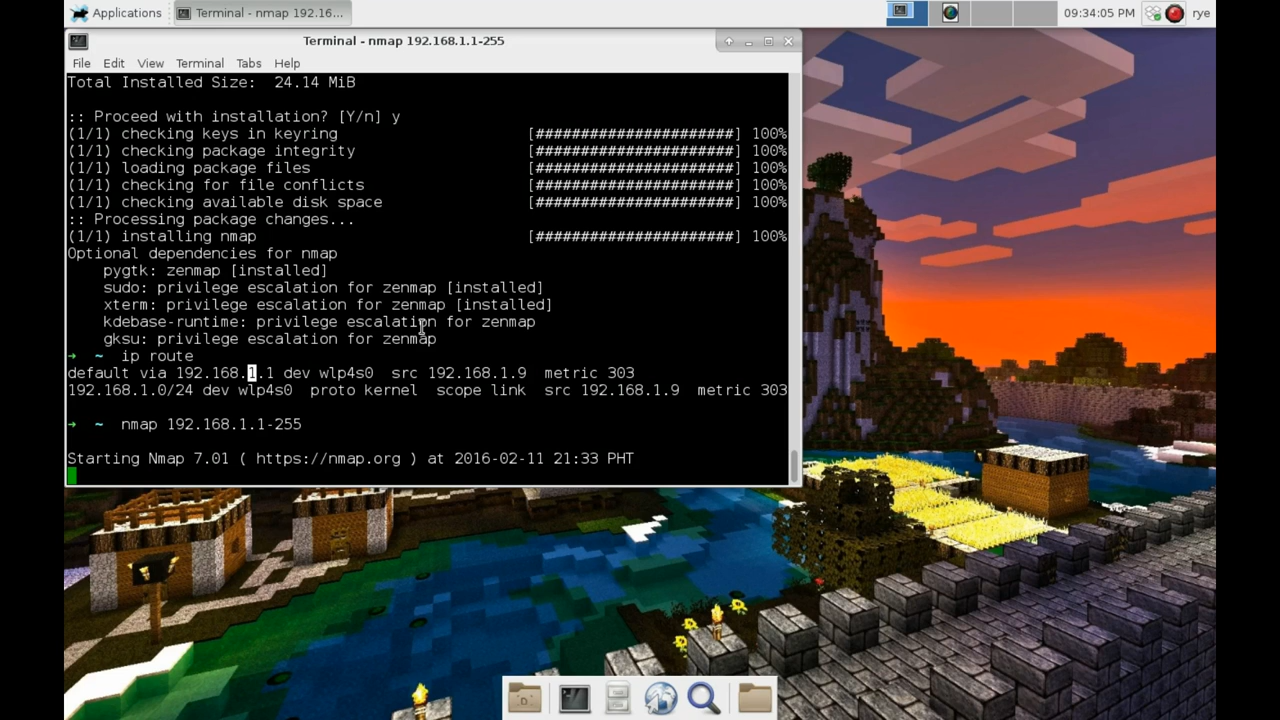 Applications
Terminal - nmap 192.16...
09:34:05 PM
rye
Terminal - nmap 192.168.1.1-255
File Edit View Terminal Tabs Help
Total Installed Size:  24.14 MiB
:: Proceed with installation? [Y/n] y
(1/1) checking keys in keyring [######################] 100%
(1/1) checking package integrity [######################] 100%
(1/1) loading package files [######################] 100%
(1/1) checking for file conflicts [######################] 100%
(1/1) checking available disk space [######################] 100%
:: Processing package changes...
(1/1) installing nmap [######################] 100%
Optional dependencies for nmap
    pygtk: zenmap [installed]
    sudo: privilege escalation for zenmap [installed]
    xterm: privilege escalation for zenmap [installed]
    kdebase-runtime: privilege escalation for zenmap
    gksu: privilege escalation for zenmap
→ ~ ip route
default via 192.168.1.1 dev wlp4s0  src 192.168.1.9  metric 303
192.168.1.0/24 dev wlp4s0  proto kernel  scope link  src 192.168.1.9  metric 303
→ ~ nmap 192.168.1.1-255
Starting Nmap 7.01 ( https://nmap.org ) at 2016-02-11 21:33 PHT
D